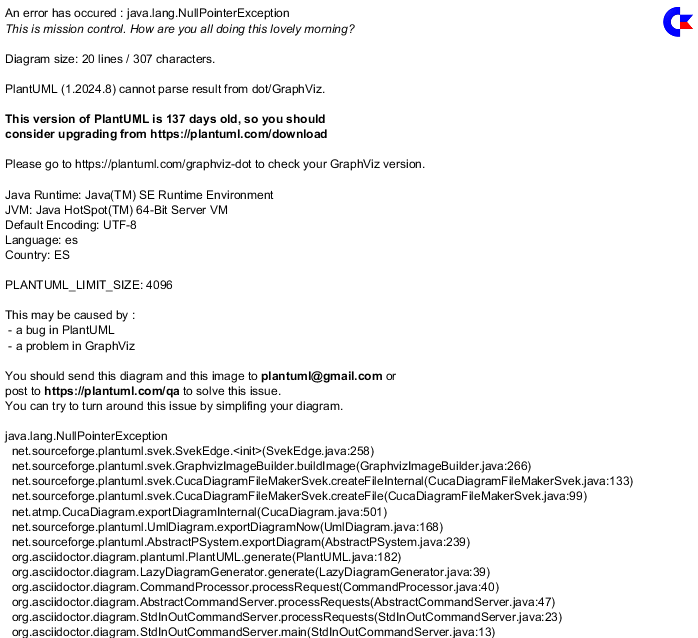 An error has occured : java.lang.NullPointerException
This is mission control. How are you all doing this lovely morning?
Diagram size: 20 lines / 307 characters.
PlantUML (1.2024.8) cannot parse result from dot/GraphViz.
This version of PlantUML is 137 days old, so you should
consider upgrading from https://plantuml.com/download
Please go to https://plantuml.com/graphviz-dot to check your GraphViz version.
Java Runtime: Java(TM) SE Runtime Environment
JVM: Java HotSpot(TM) 64-Bit Server VM
Default Encoding: UTF-8
Language: es
Country: ES
PLANTUML_LIMIT_SIZE: 4096
This may be caused by :
- a bug in PlantUML
- a problem in GraphViz
You should send this diagram and this image to plantuml@gmail.com or
post to https://plantuml.com/qa to solve this issue.
You can try to turn around this issue by simplifing your diagram.
java.lang.NullPointerException
net.sourceforge.plantuml.svek.SvekEdge.<init>(SvekEdge.java:258)
net.sourceforge.plantuml.svek.GraphvizImageBuilder.buildImage(GraphvizImageBuilder.java:266)
net.sourceforge.plantuml.svek.CucaDiagramFileMakerSvek.createFileInternal(CucaDiagramFileMakerSvek.java:133)
net.sourceforge.plantuml.svek.CucaDiagramFileMakerSvek.createFile(CucaDiagramFileMakerSvek.java:99)
net.atmp.CucaDiagram.exportDiagramInternal(CucaDiagram.java:501)
net.sourceforge.plantuml.UmlDiagram.exportDiagramNow(UmlDiagram.java:168)
net.sourceforge.plantuml.AbstractPSystem.exportDiagram(AbstractPSystem.java:239)
org.asciidoctor.diagram.plantuml.PlantUML.generate(PlantUML.java:182)
org.asciidoctor.diagram.LazyDiagramGenerator.generate(LazyDiagramGenerator.java:39)
org.asciidoctor.diagram.CommandProcessor.processRequest(CommandProcessor.java:40)
org.asciidoctor.diagram.AbstractCommandServer.processRequests(AbstractCommandServer.java:47)
org.asciidoctor.diagram.StdInOutCommandServer.processRequests(StdInOutCommandServer.java:23)
org.asciidoctor.diagram.StdInOutCommandServer.main(StdInOutCommandServer.java:13)